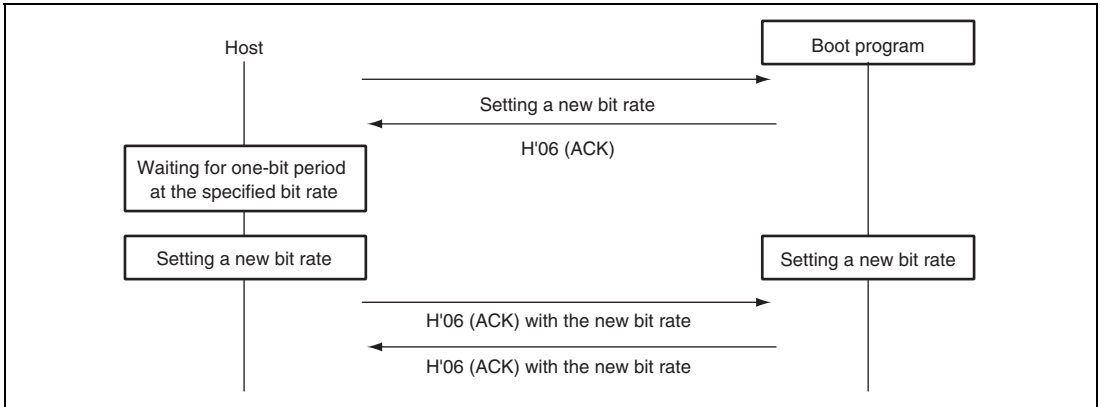 Host
Boot program
Setting a new bit rate
H'06 (ACK)
Waiting for one-bit period
at the specified bit rate
Setting a new bit rate
Setting a new bit rate
H'06 (ACK) with the new bit rate
H'06 (ACK) with the new bit rate